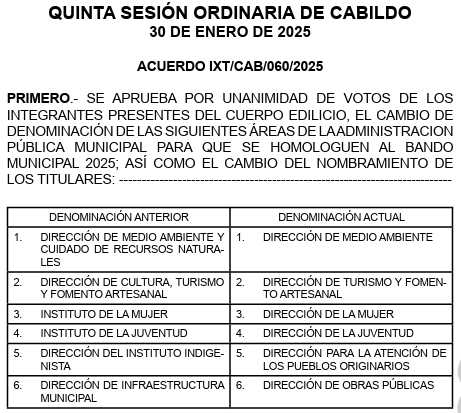 QUINTA SESIÓN ORDINARIA DE CABILDO
30 DE ENERO DE 2025
ACUERDO IXT/CAB/060/2025
PRIMERO.- SE APRUEBA POR UNANIMIDAD DE VOTOS DE LOS
INTEGRANTES PRESENTES DEL CUERPO EDILICIO, EL CAMBIO DE
DENOMINACIÓN DE LAS SIGUIENTES ÁREAS DE LA ADMINISTRACION
PÚBLICA MUNICIPAL PARA QUE SE HOMOLOGUEN AL BANDO
MUNICIPAL 2025; ASÍ COMO EL CAMBIO DEL NOMBRAMIENTO DE
LOS TITULARES: --------------------------------------------------------------------------
DENOMINACIÓN ANTERIOR
DENOMINACIÓN ACTUAL
1. DIRECCIÓN DE MEDIO AMBIENTE Y
CUIDADO DE RECURSOS NATURA-
LES
1. DIRECCIÓN DE MEDIO AMBIENTE
2. DIRECCIÓN DE CULTURA, TURISMO
Y FOMENTO ARTESANAL
2. DIRECCIÓN DE TURISMO Y FOMEN-
TO ARTESANAL
3. INSTITUTO DE LA MUJER
3. DIRECCIÓN DE LA MUJER
4. INSTITUTO DE LA JUVENTUD
4. DIRECCIÓN DE LA JUVENTUD
5. DIRECCIÓN DEL INSTITUTO INDIGE-
NISTA
5. DIRECCIÓN PARA LA ATENCIÓN DE
LOS PUEBLOS ORIGINARIOS
6. DIRECCIÓN DE INFRAESTRUCTURA
MUNICIPAL
6. DIRECCIÓN DE OBRAS PÚBLICAS